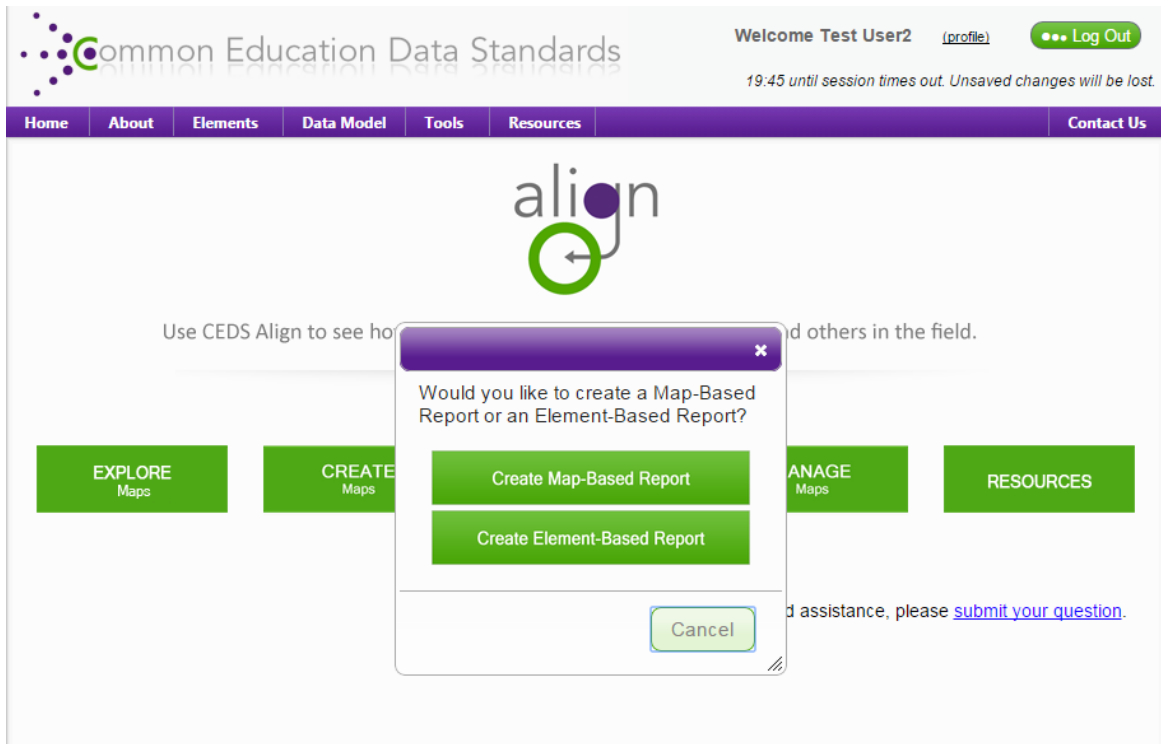 Common Education Data Standards
Welcome Test User2 (profile) Log Out
19:45 until session times out. Unsaved changes will be lost.
Home About Elements Data Model Tools Resources Contact Us
align
Use CEDS Align to see ho
d others in the field.
Would you like to create a Map-Based
Report or an Element-Based Report?
EXPLORE
Maps
CREATE
Maps
Create Map-Based Report
Create Element-Based Report
ANAGE
Maps
RESOURCES
d assistance, please submit your question.
Cancel